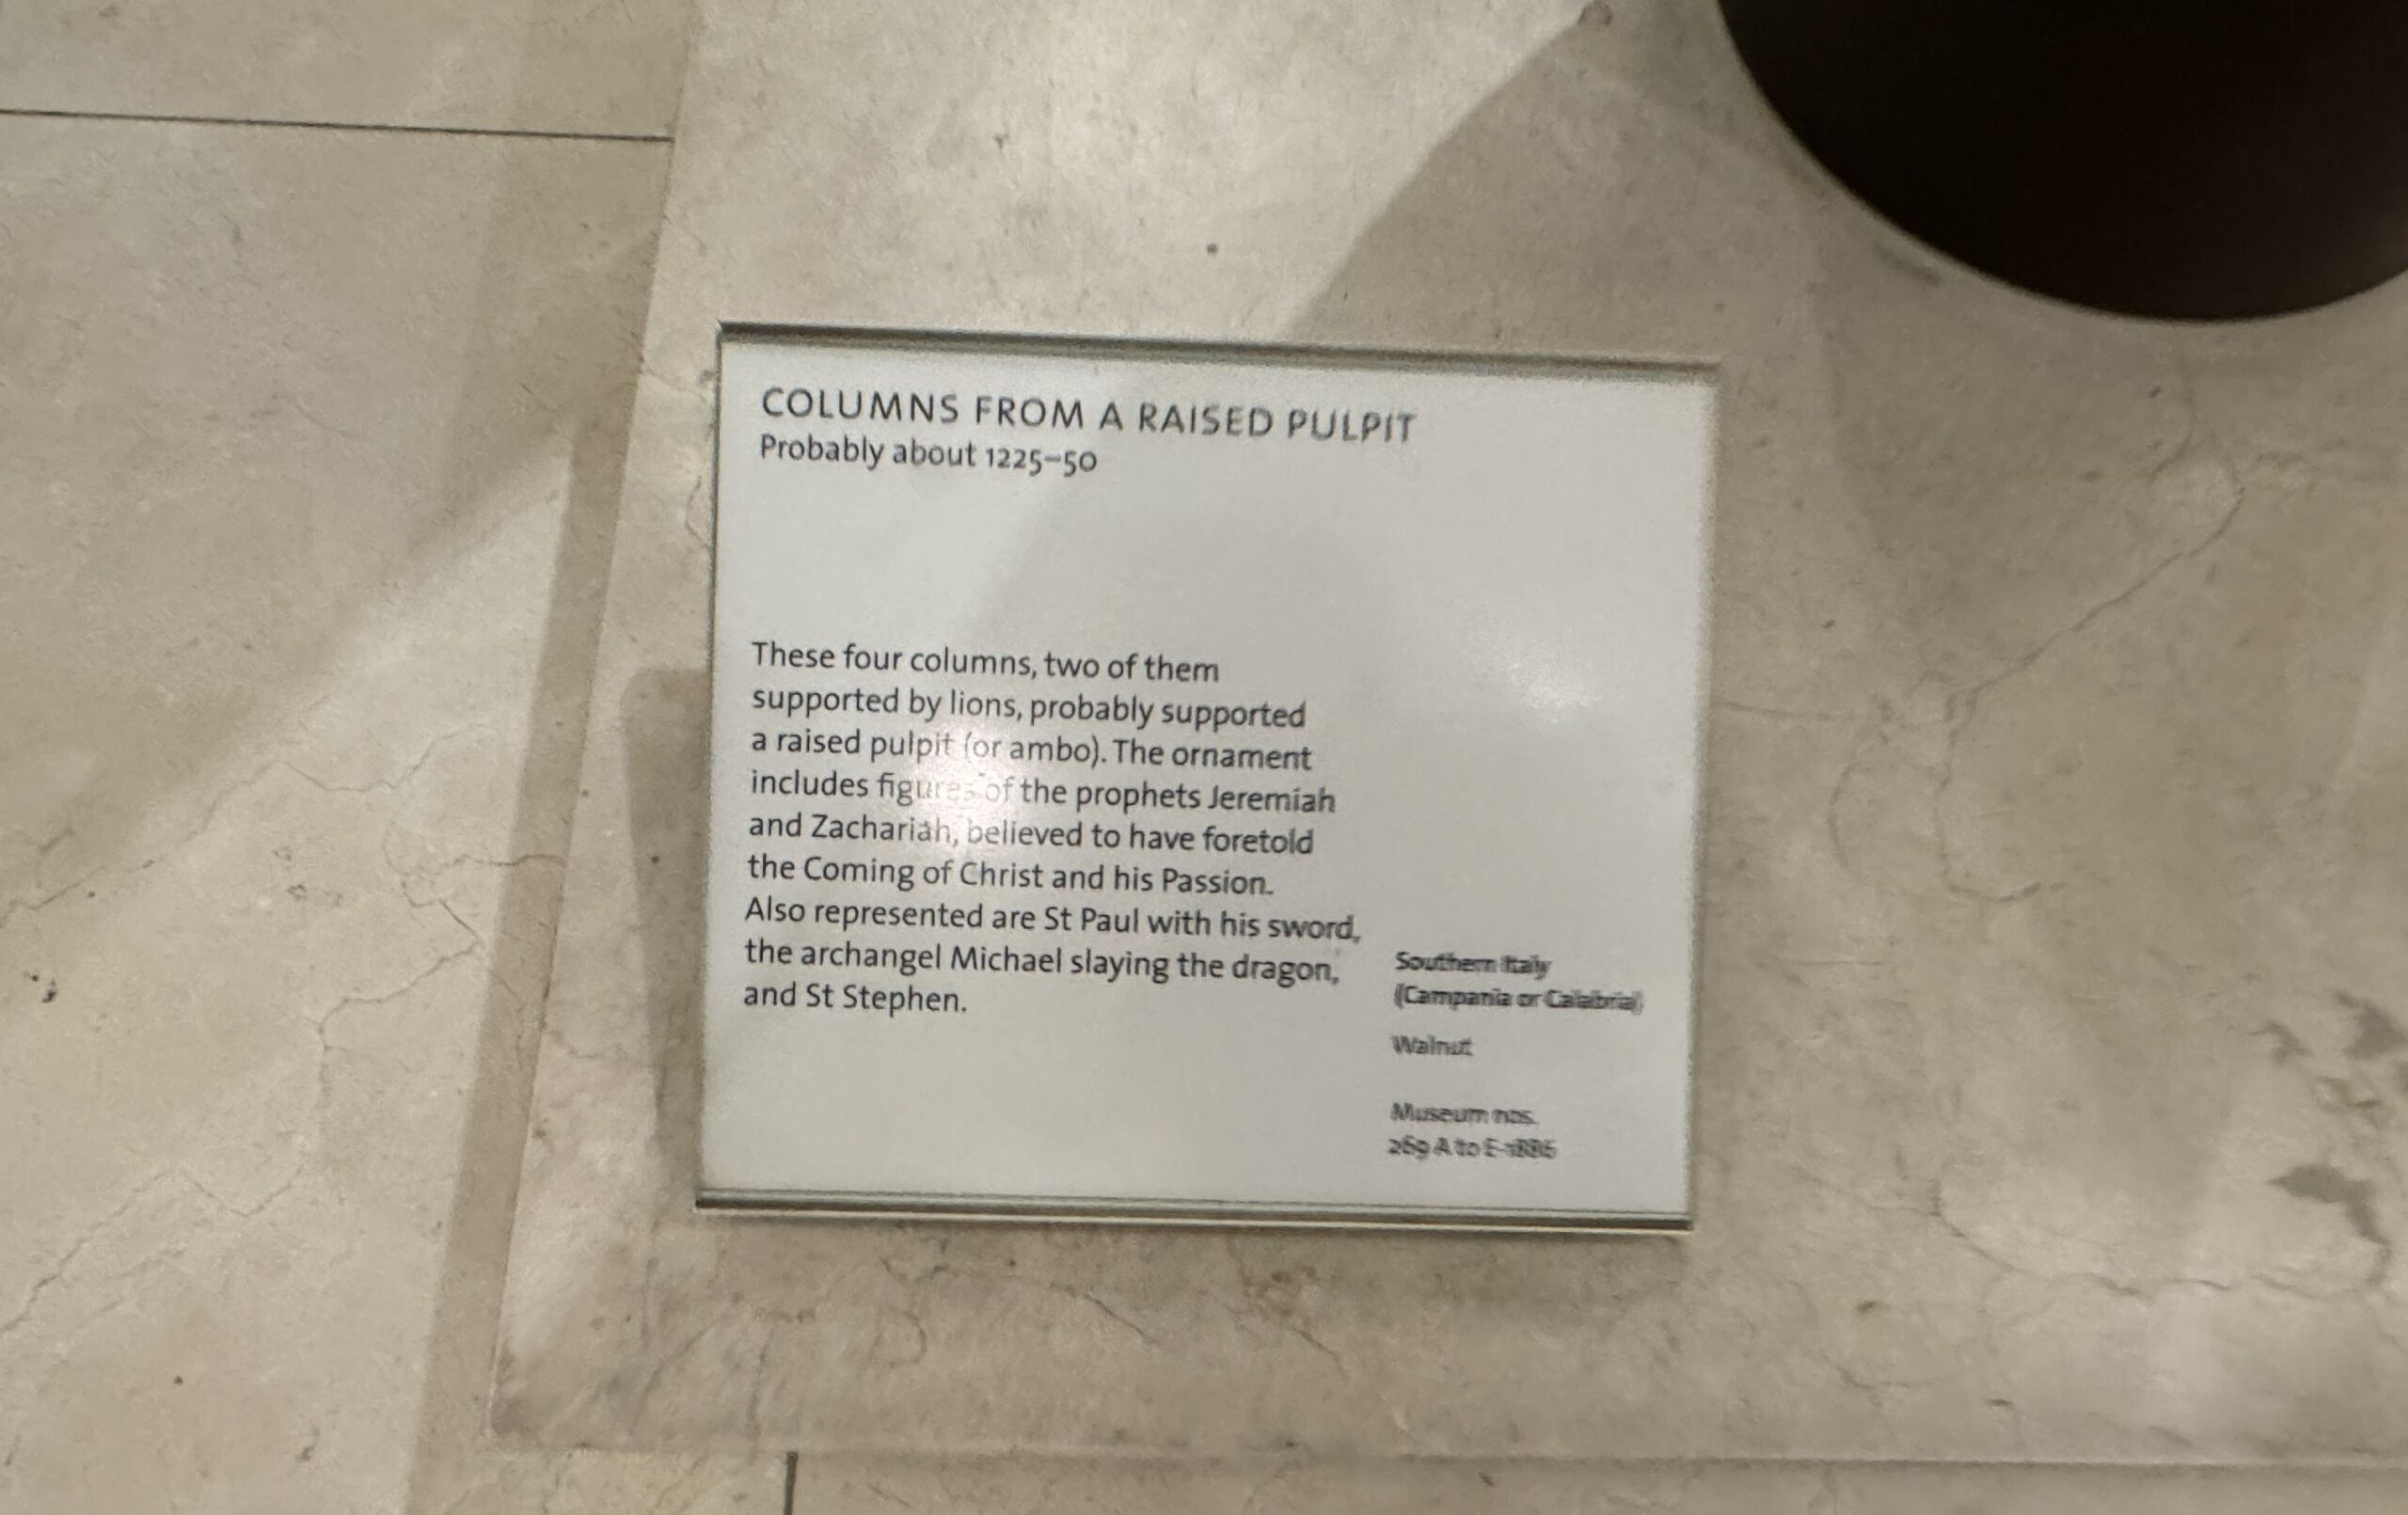 COLUMNS FROM A RAISED PULPIT
Probably about 1225–50
These four columns, two of them
supported by lions, probably supported
a raised pulpit (or ambo). The ornament
includes figures of the prophets Jeremiah
and Zachariah, believed to have foretold
the Coming of Christ and his Passion.
Also represented are St Paul with his sword,
the archangel Michael slaying the dragon,
and St Stephen.
Southern Italy
(Campania or Calabria)
Walnut
Museum nos.
269 A to